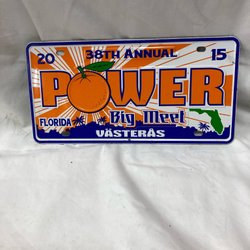 20 38TH ANNUAL 15
POWER
FLORIDA Big Meet
VÄSTERÅS